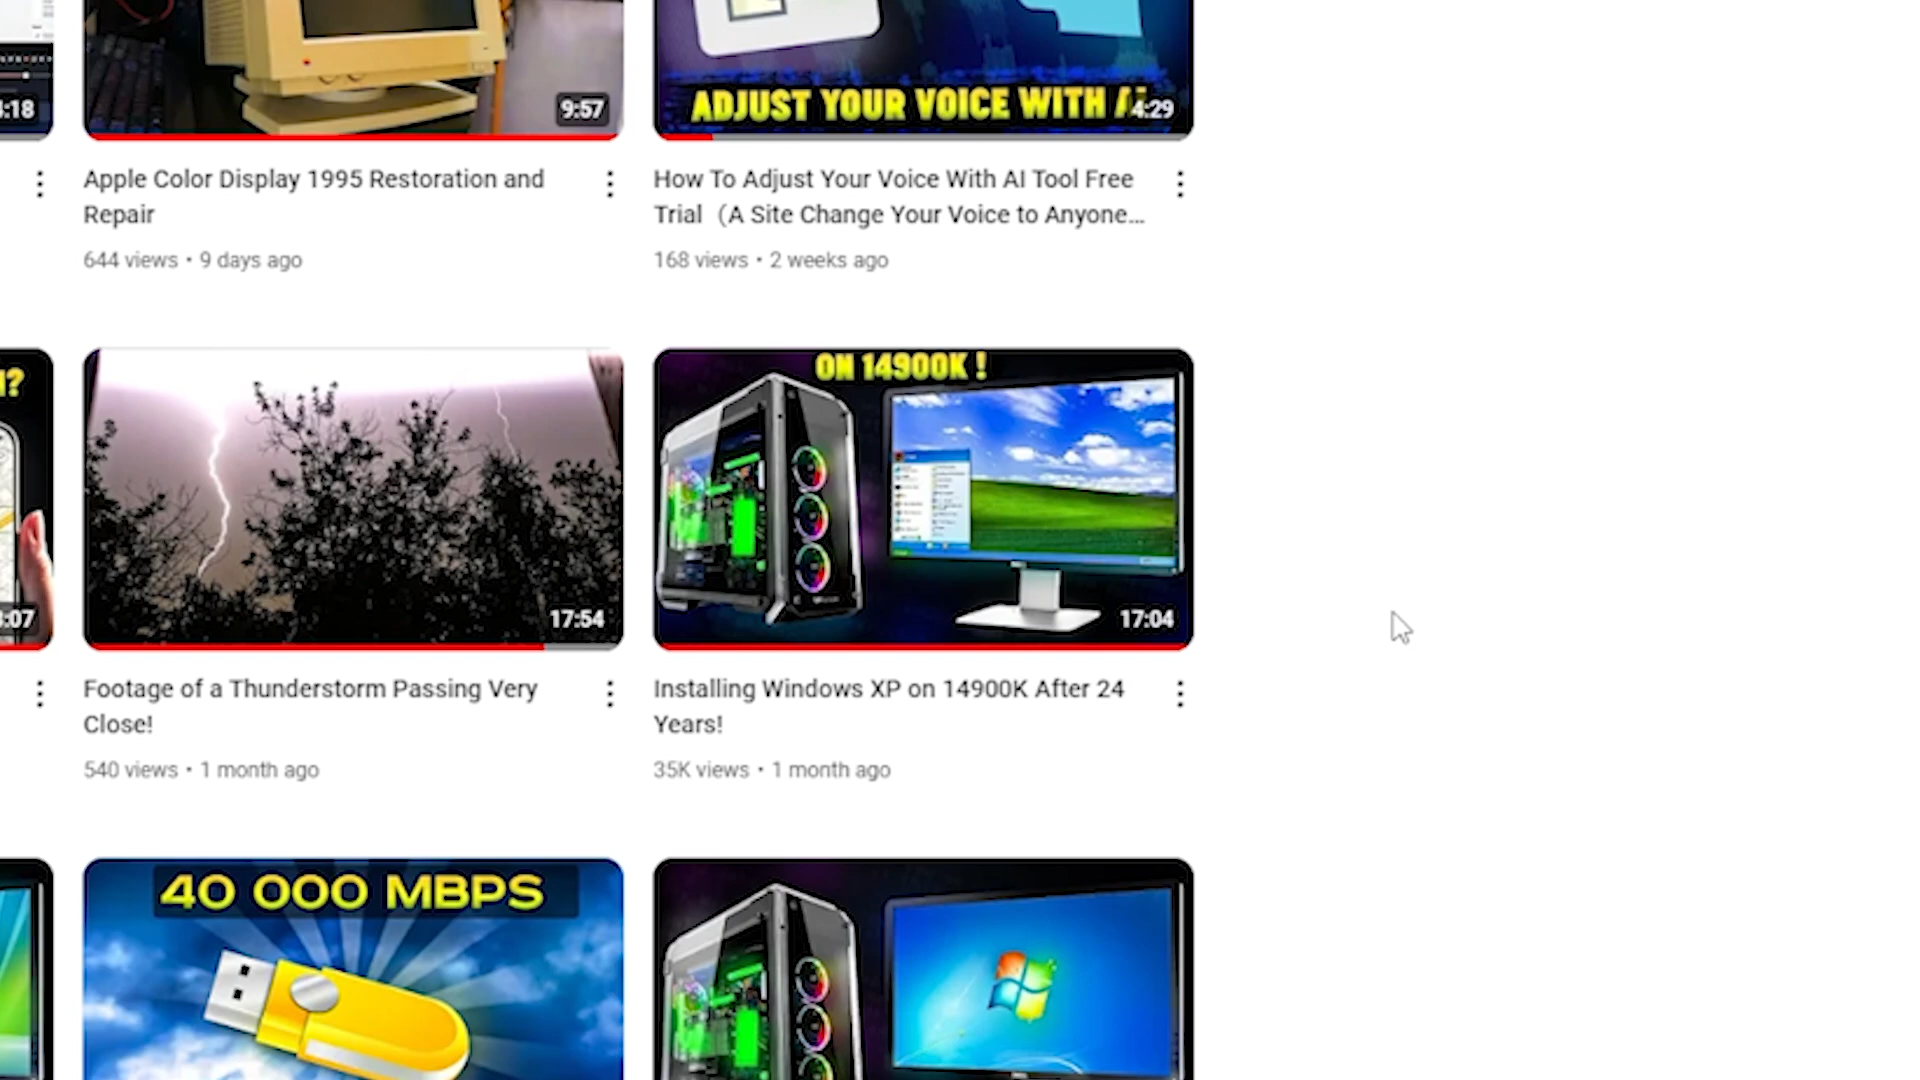 :18
9:57
ADJUST YOUR VOICE WITH AI
4:29
Apple Color Display 1995 Restoration and
Repair
644 views • 9 days ago
How To Adjust Your Voice With AI Tool Free
Trial（A Site Change Your Voice to Anyone...
168 views • 2 weeks ago
?
:07
17:54
ON 14900K !
17:04
Footage of a Thunderstorm Passing Very
Close!
540 views • 1 month ago
Installing Windows XP on 14900K After 24
Years!
35K views • 1 month ago
40 000 MBPS